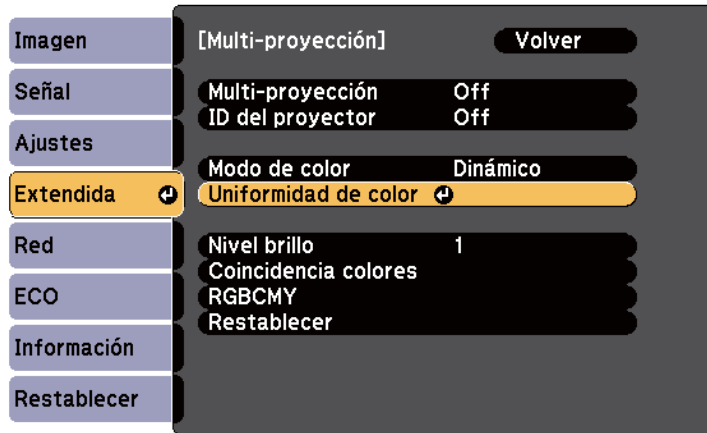 Imagen
Señal
Ajustes
Extendida
Red
ECO
Información
Restablecer
[Multi-proyección] Volver
Multi-proyección Off
ID del proyector Off
Modo de color Dinámico
Uniformidad de color
Nivel brillo 1
Coincidencia colores
RGBCMY
Restablecer